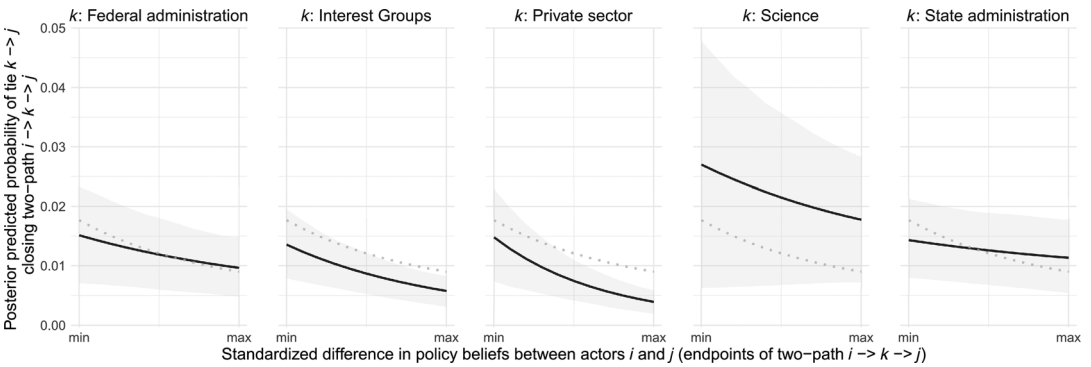 k: Federal administration
k: Interest Groups
k: Private sector
k: Science
k: State administration
Posterior predicted probability of tie k −> j
closing two−path i −> k −> j
0.05
0.04
0.03
0.02
0.01
0.00
min max
min max
min max
min max
min max
Standardized difference in policy beliefs between actors i and j (endpoints of two−path i −> k −> j)